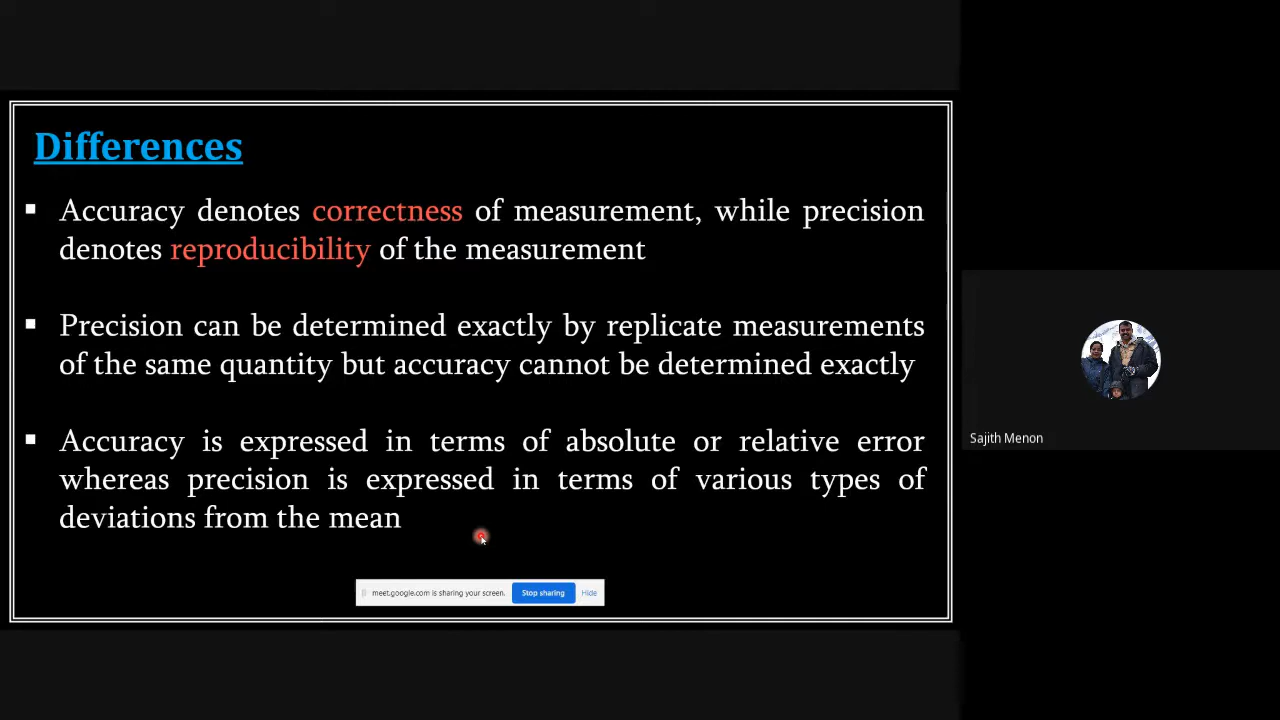 Differences
Accuracy denotes correctness of measurement, while precision
denotes reproducibility of the measurement
Precision can be determined exactly by replicate measurements
of the same quantity but accuracy cannot be determined exactly
Accuracy is expressed in terms of absolute or relative error
whereas precision is expressed in terms of various types of
deviations from the mean
meet.google.com is sharing your screen. Stop sharing Hide
Sajith Menon